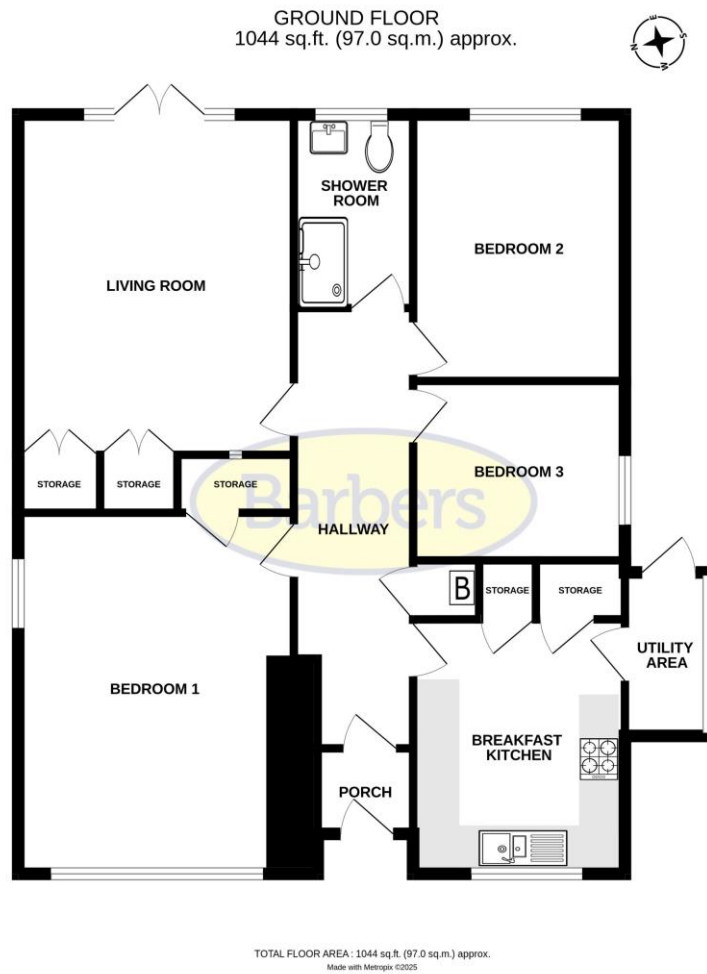 GROUND FLOOR
1044 sq.ft. (97.0 sq.m.) approx.
N
E
S
W
SHOWER
ROOM
BEDROOM 2
LIVING ROOM
STORAGE
STORAGE
STORAGE
BEDROOM 3
Barbers
HALLWAY
B
STORAGE
STORAGE
UTILITY
AREA
BEDROOM 1
BREAKFAST
KITCHEN
PORCH
TOTAL FLOOR AREA : 1044 sq.ft. (97.0 sq.m.) approx.
Made with Metropix ©2025